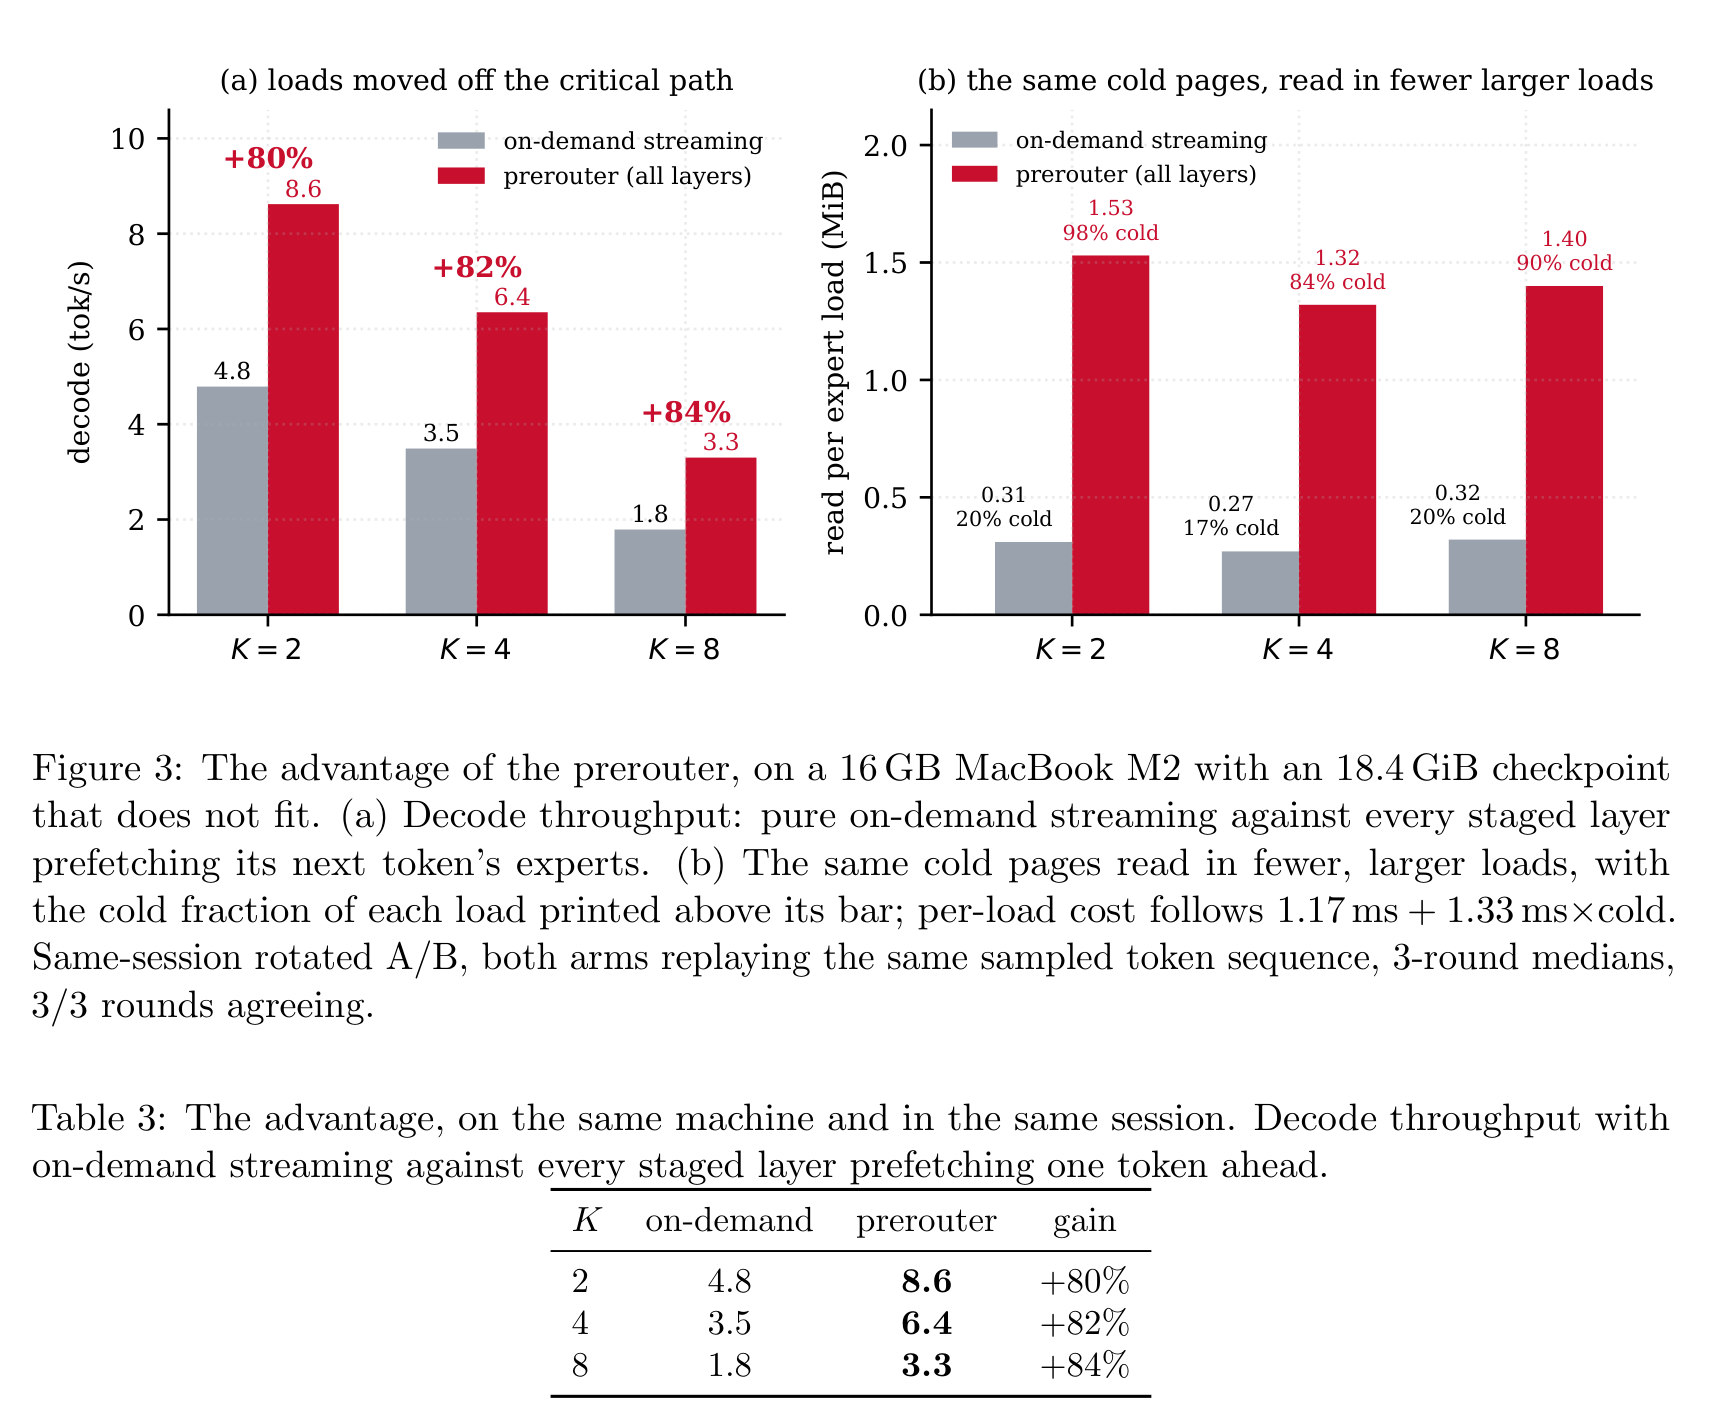 (a) loads moved off the critical path
decode (tok/s)
10
8
6
4
2
0
on-demand streaming
prerouter (all layers)
+80%
8.6
4.8
+82%
6.4
3.5
+84%
3.3
1.8
K = 2
K = 4
K = 8
(b) the same cold pages, read in fewer larger loads
read per expert load (MiB)
2.0
1.5
1.0
0.5
0.0
on-demand streaming
prerouter (all layers)
1.53
98% cold
0.31
20% cold
1.32
84% cold
0.27
17% cold
1.40
90% cold
0.32
20% cold
K = 2
K = 4
K = 8
Figure 3: The advantage of the prerouter, on a 16 GB MacBook M2 with an 18.4 GiB checkpoint
that does not fit. (a) Decode throughput: pure on-demand streaming against every staged layer
prefetching its next token's experts. (b) The same cold pages read in fewer, larger loads, with
the cold fraction of each load printed above its bar; per-load cost follows 1.17 ms + 1.33 ms×cold.
Same-session rotated A/B, both arms replaying the same sampled token sequence, 3-round medians,
3/3 rounds agreeing.
Table 3: The advantage, on the same machine and in the same session. Decode throughput with
on-demand streaming against every staged layer prefetching one token ahead.
K on-demand prerouter gain
2 4.8 8.6 +80%
4 3.5 6.4 +82%
8 1.8 3.3 +84%